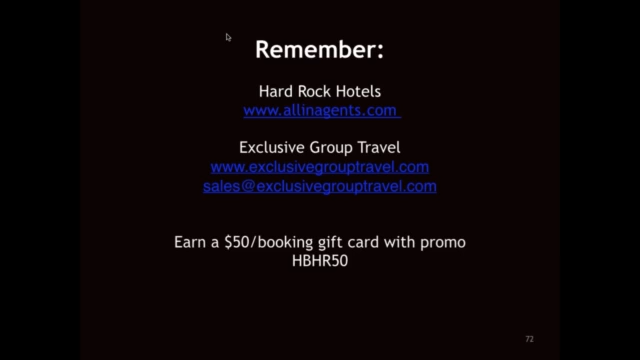 Remember:
Hard Rock Hotels
www.allinagents.com
Exclusive Group Travel
www.exclusivegrouptravel.com
sales@exclusivegrouptravel.com
Earn a $50/booking gift card with promo
HBHR50
72